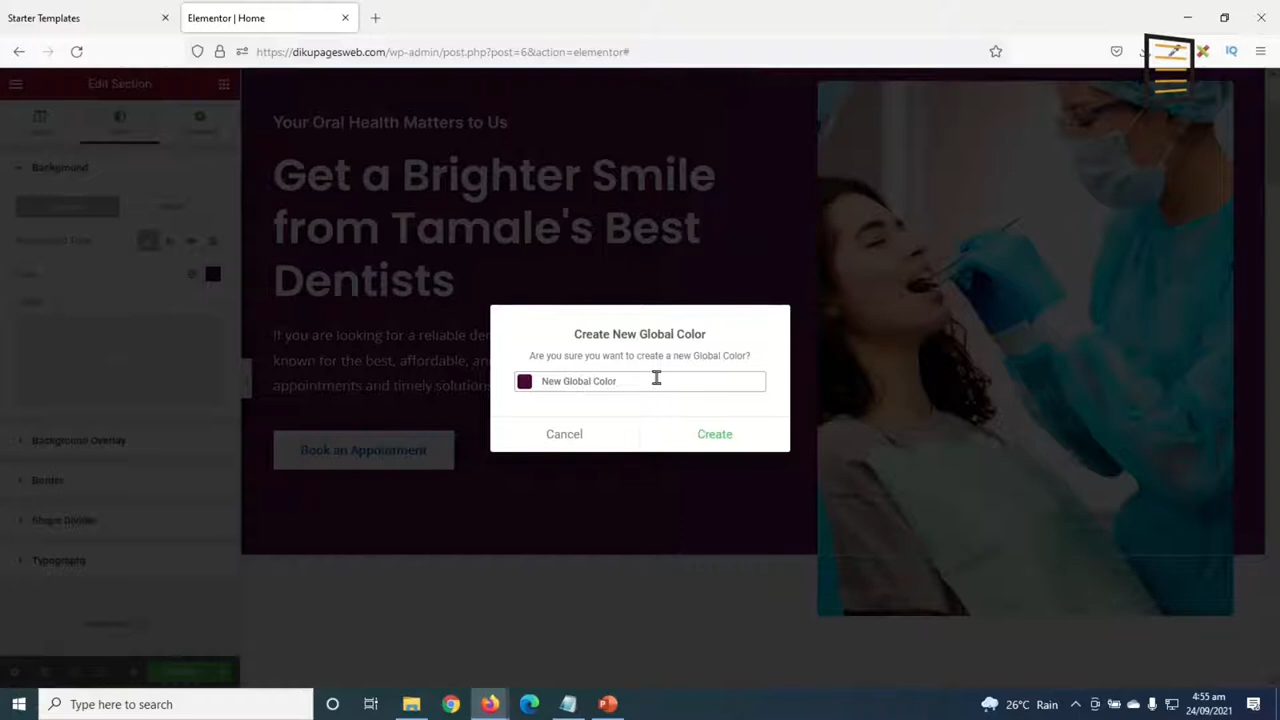 Starter Templates
Elementor | Home
https://dikupagesweb.com/wp-admin/post.php?post=6&action=elementor#
IQ
Edit Section
Background
Your Oral Health Matters to Us
Get a Brighter Smile
from Tamale's Best
Dentists
If you are looking for a reliable de
known for the best, affordable, an
appointments and timely solutions
Book an Appointment
Create New Global Color
Are you sure you want to create a new Global Color?
New Global Color
Cancel
Create
Background Overlay
Border
Shape Divider
Typography
Type here to search
26°C Rain
4:55 am
24/09/2021